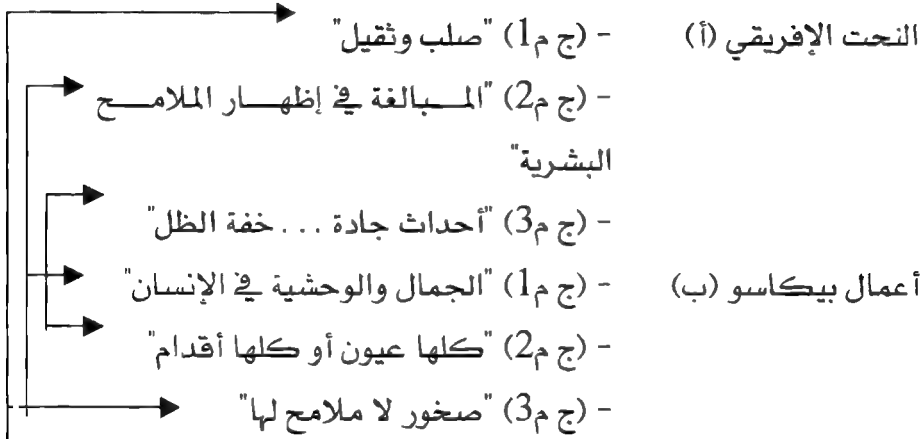 النحت الإفريقي (أ) - (ج م1) "صلب وثقيل"
- (ج م2) "المبالغة في إظهار الملامح
البشرية"
- (ج م3) "أحداث جادة ... خفة الظل"
أعمال بيكاسو (ب) - (ج م1) "الجمال والوحشية في الإنسان"
- (ج م2) "كلها عيون أو كلها أقدام"
- (ج م3) "صخور لا ملامح لها"